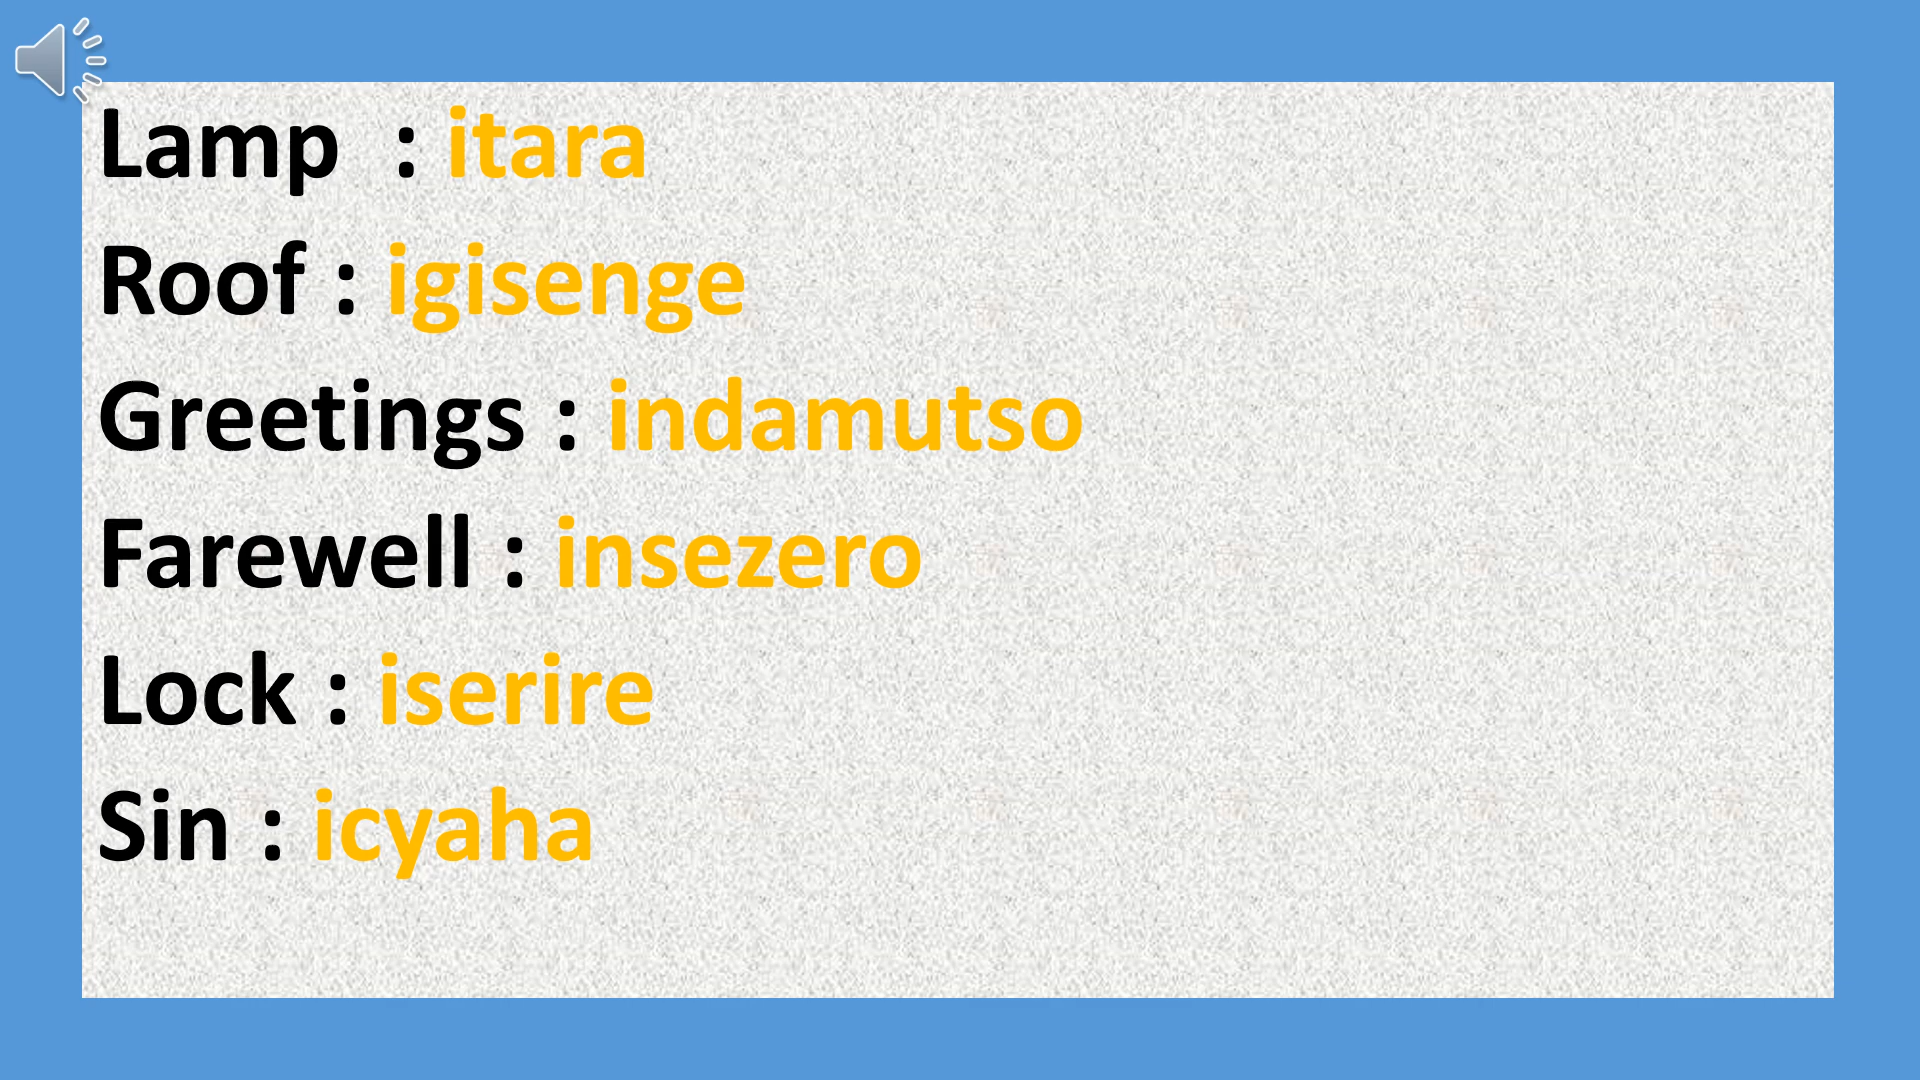 Lamp : itara
Roof : igisenge
Greetings : indamutso
Farewell : insezero
Lock : iserire
Sin : icyaha